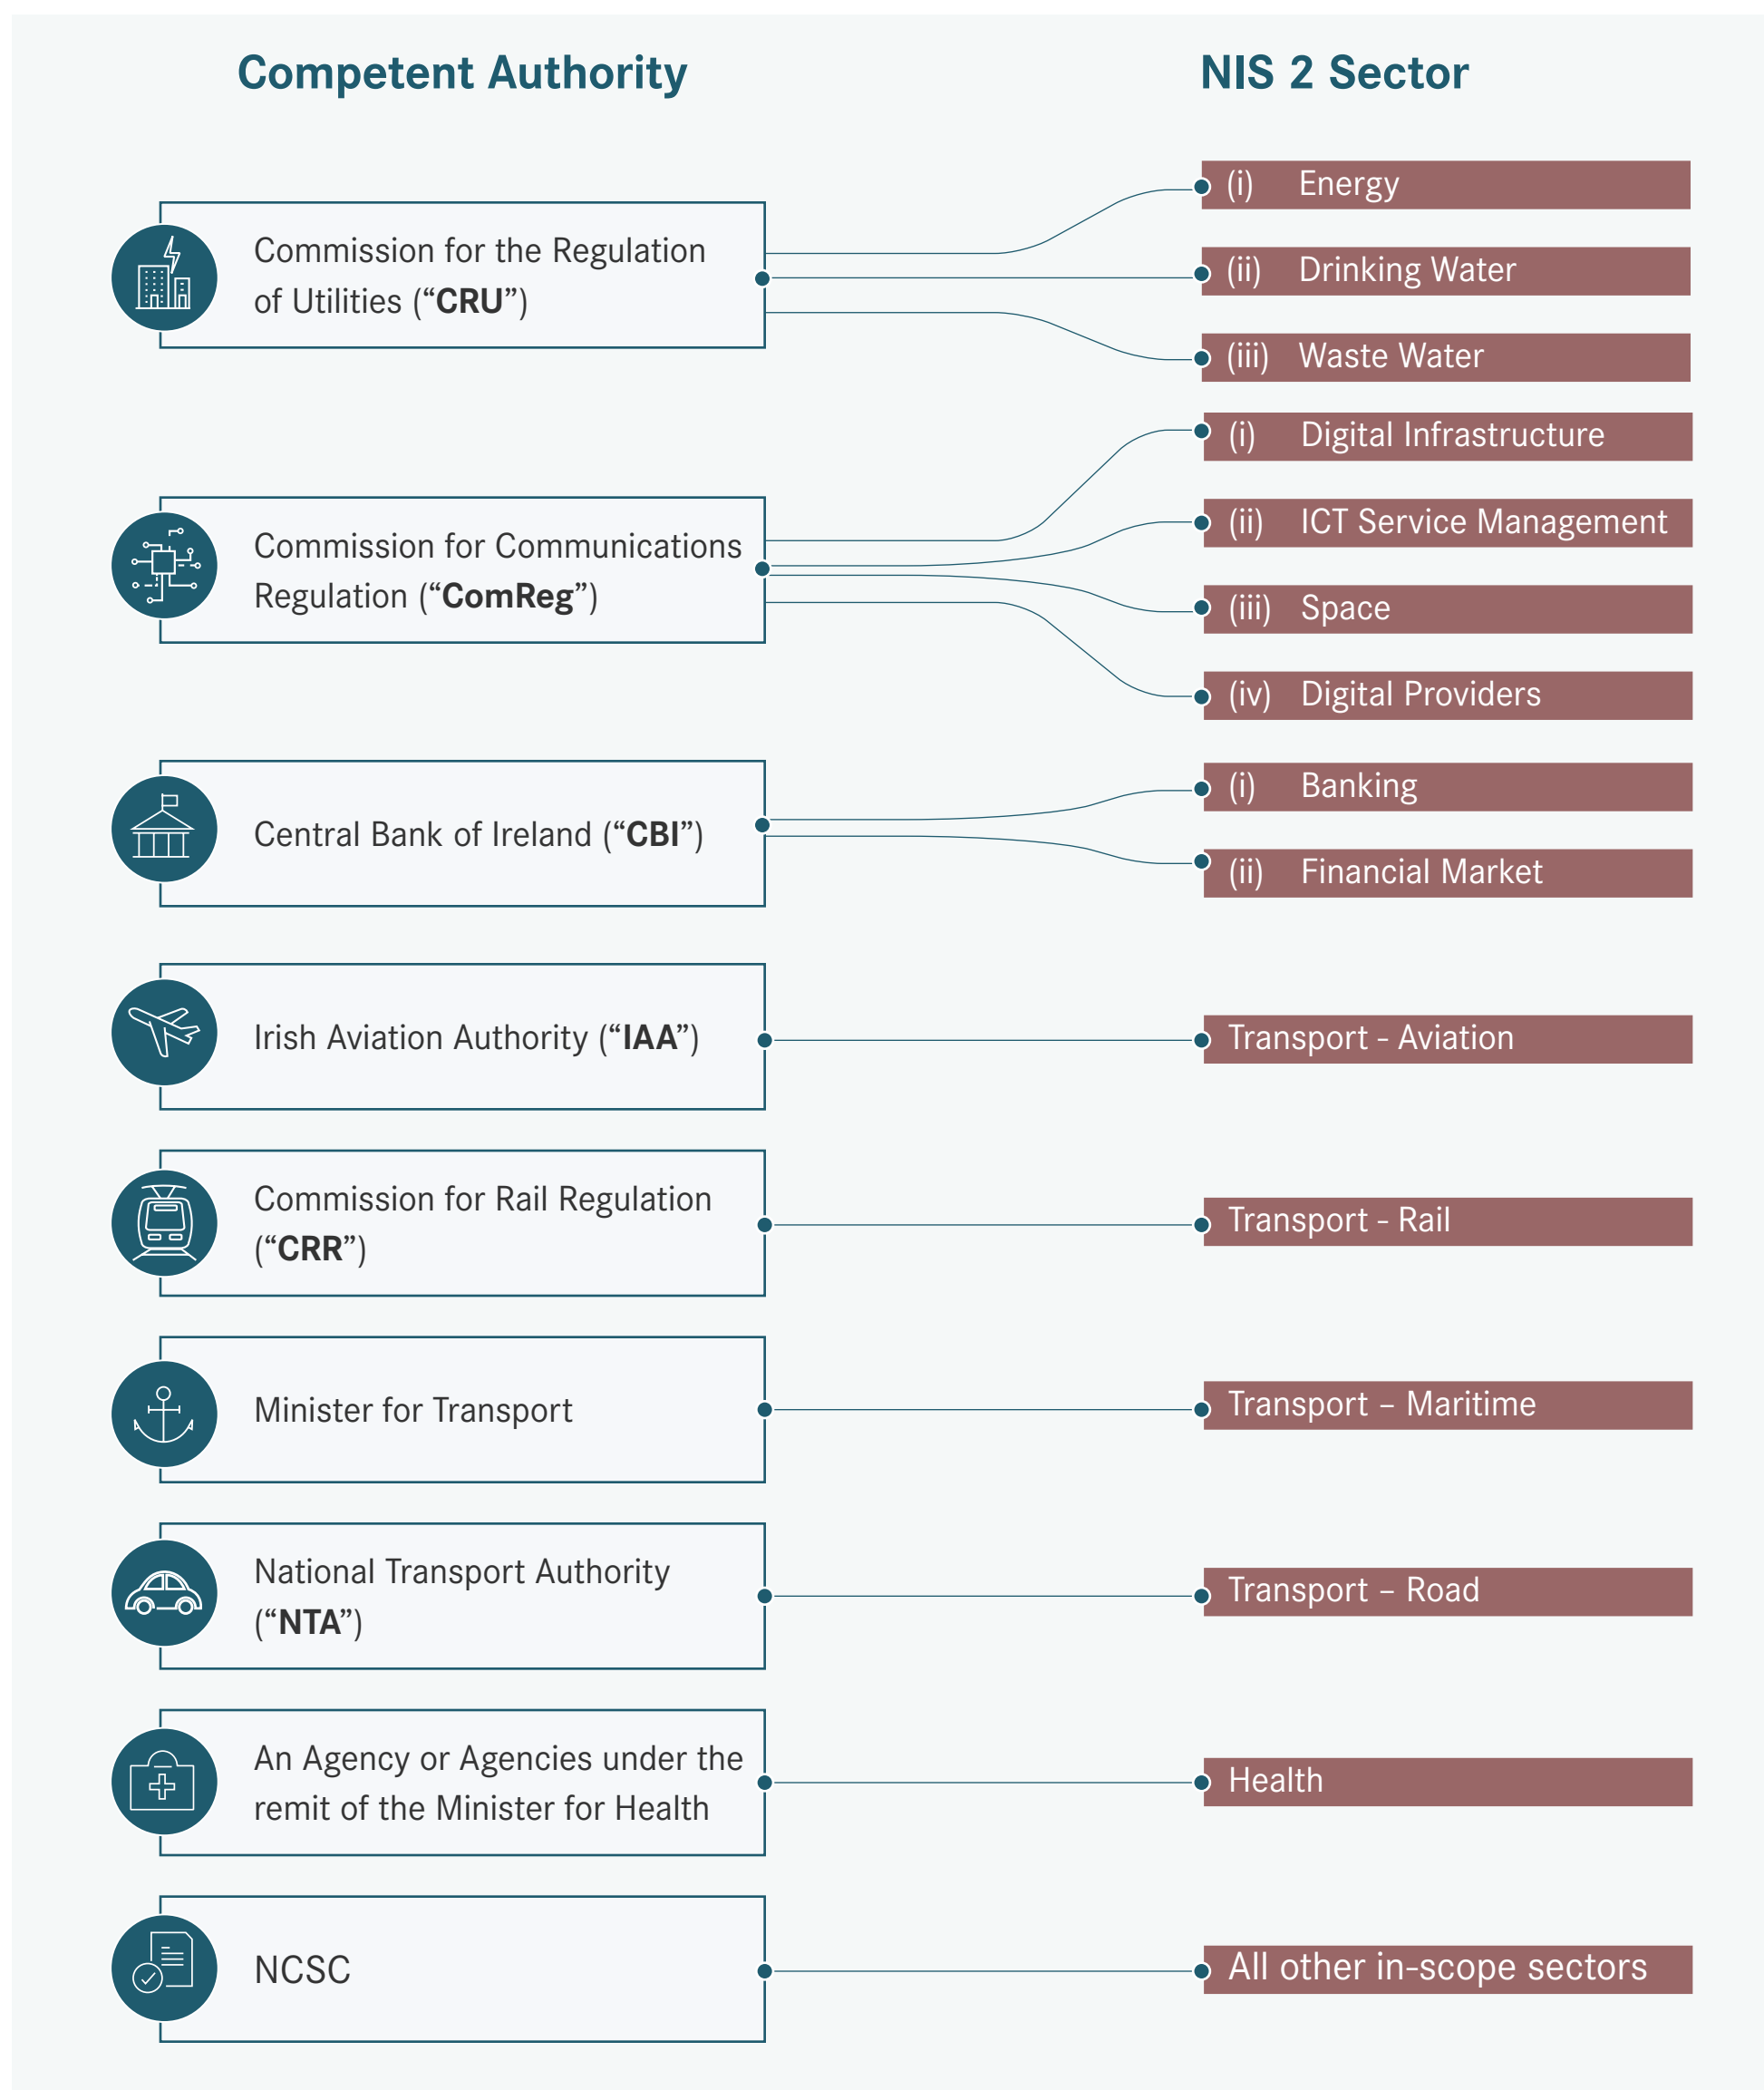 Competent Authority
NIS 2 Sector
Commission for the Regulation
of Utilities (“CRU”)
(i) Energy
(ii) Drinking Water
(iii) Waste Water
Commission for Communications
Regulation (“ComReg”)
(i) Digital Infrastructure
(ii) ICT Service Management
(iii) Space
(iv) Digital Providers
Central Bank of Ireland (“CBI”)
(i) Banking
(ii) Financial Market
Irish Aviation Authority (“IAA”)
Transport - Aviation
Commission for Rail Regulation
(“CRR”)
Transport - Rail
Minister for Transport
Transport – Maritime
National Transport Authority
(“NTA”)
Transport – Road
An Agency or Agencies under the
remit of the Minister for Health
Health
NCSC
All other in-scope sectors